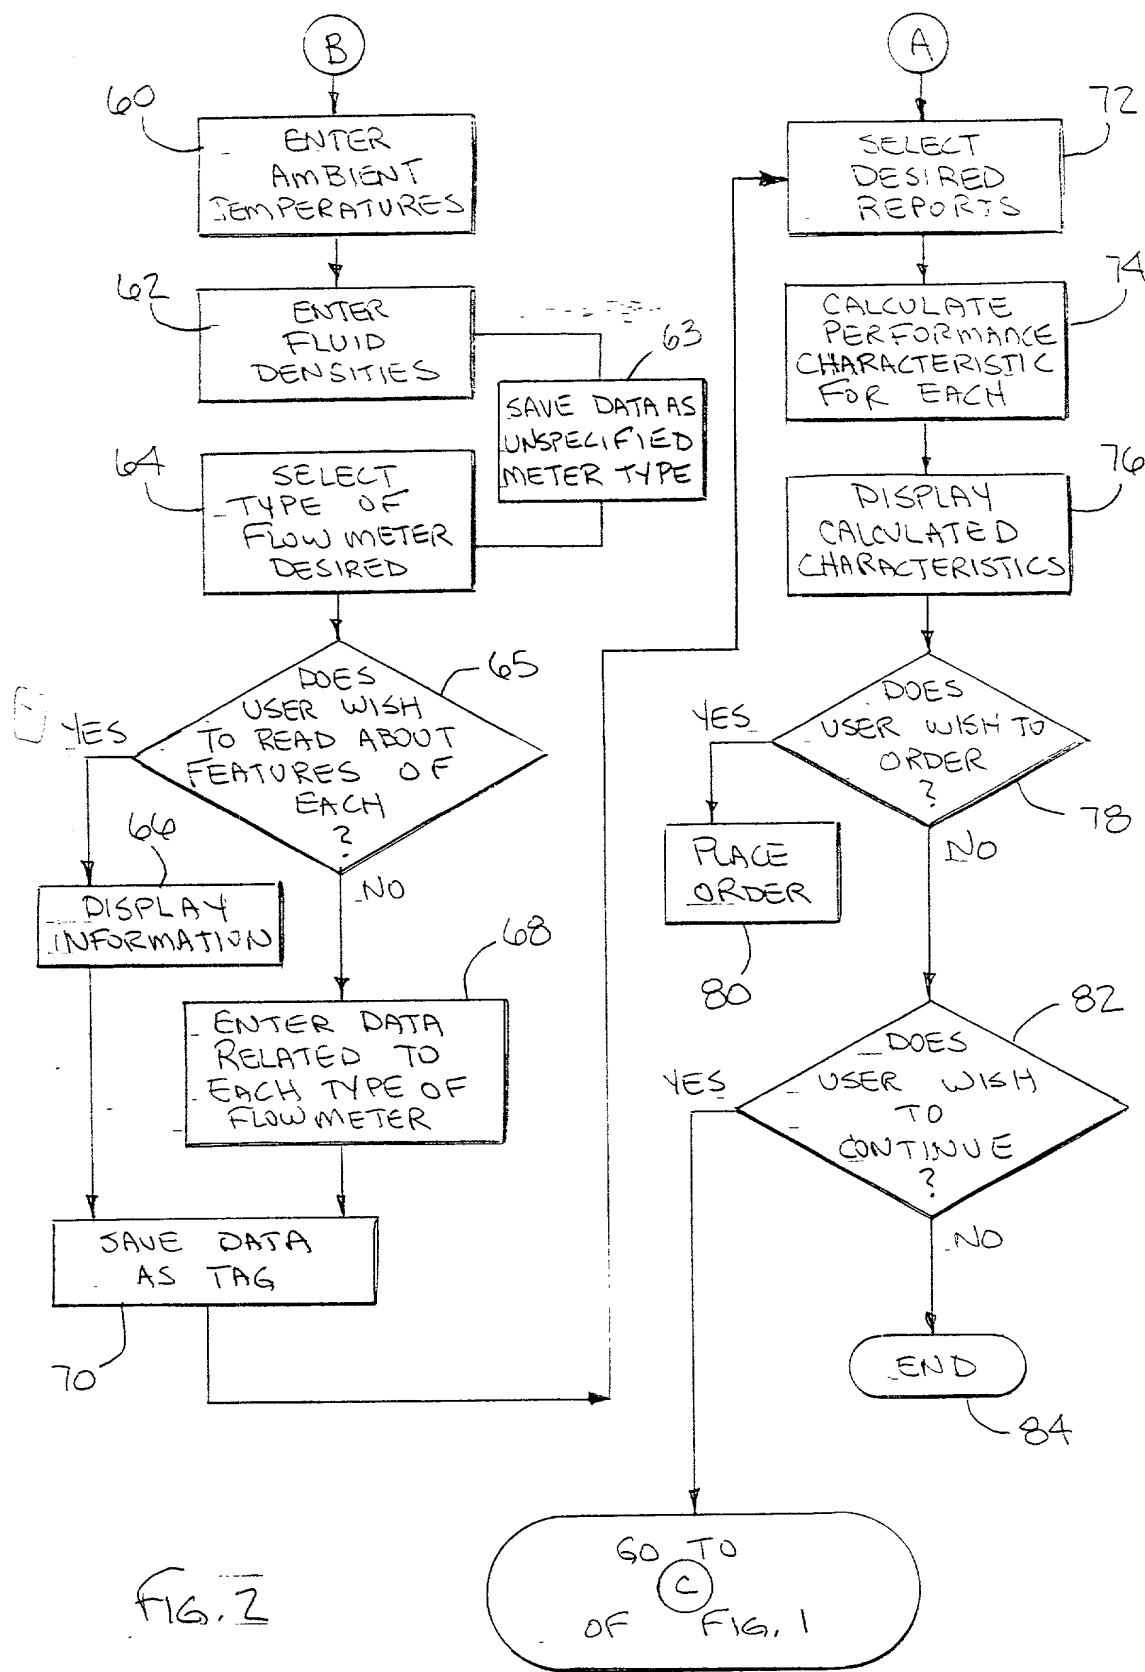 B
60
ENTER
AMBIENT
TEMPERATURES
62
ENTER
FLUID
DENSITIES
63
SAVE DATA AS
UNSPECIFIED
METER TYPE
64
SELECT
TYPE OF
FLOW METER
DESIRED
65
DOES
USER WISH
TO READ ABOUT
FEATURES OF
EACH
?
YES
NO
66
DISPLAY
INFORMATION
68
ENTER DATA
RELATED TO
EACH TYPE OF
FLOWMETER
SAVE DATA
AS TAG
70
A
72
SELECT
DESIRED
REPORTS
74
CALCULATE
PERFORMANCE
CHARACTERISTIC
FOR EACH
76
DISPLAY
CALCULATED
CHARACTERISTICS
DOES
USER WISH TO
ORDER
?
YES
78
NO
PLACE
ORDER
80
82
DOES
USER WISH
TO
CONTINUE
?
YES
NO
END
84
GO TO
C
OF FIG. 1
FIG. 2